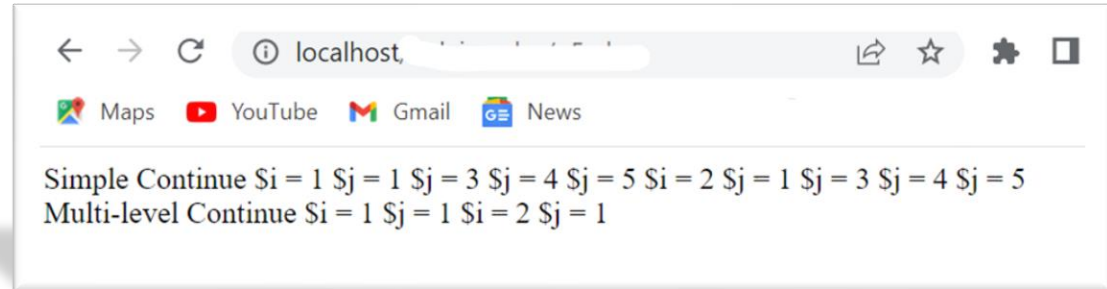 localhost,
Maps YouTube Gmail GE News
Simple Continue $i = 1 $j = 1 $j = 3 $j = 4 $j = 5 $i = 2 $j = 1 $j = 3 $j = 4 $j = 5
Multi-level Continue $i = 1 $j = 1 $i = 2 $j = 1